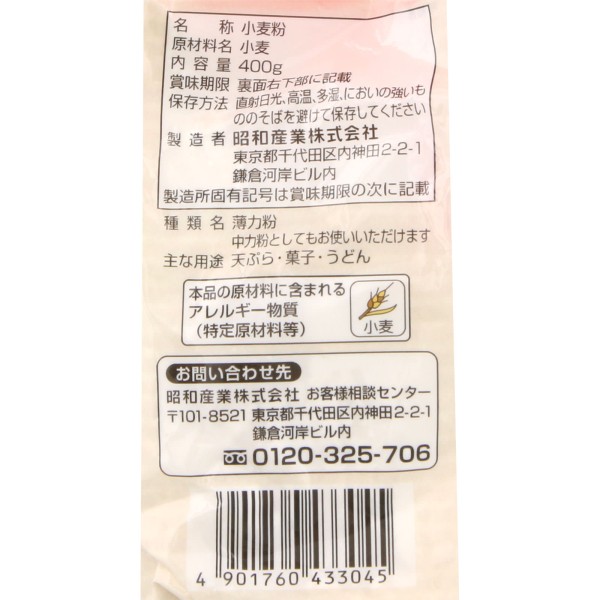 名称 小麦粉
原材料名 小麦
内容量 400g
賞味期限 裏面右下部に記載
保存方法 直射日光、高温、多湿、においの強いも
ののそばを避けて保存してください
製造者 昭和産業株式会社
東京都千代田区内神田2-2-1
鎌倉河岸ビル内
製造所固有記号は賞味期限の次に記載
種類名 薄力粉
中力粉としてもお使いいただけます
主な用途 天ぷら・菓子・うどん
本品の原材料に含まれる
アレルギー物質
(特定原材料等)
小麦
お問い合わせ先
昭和産業株式会社 お客様相談センター
〒101-8521 東京都千代田区内神田2-2-1
鎌倉河岸ビル内
0120-325-706
4 901760 433045